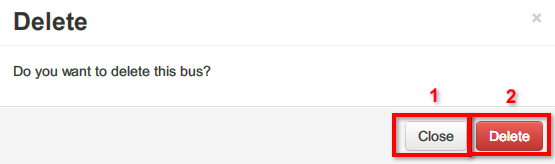 Delete ×
Do you want to delete this bus?
1 2
Close Delete